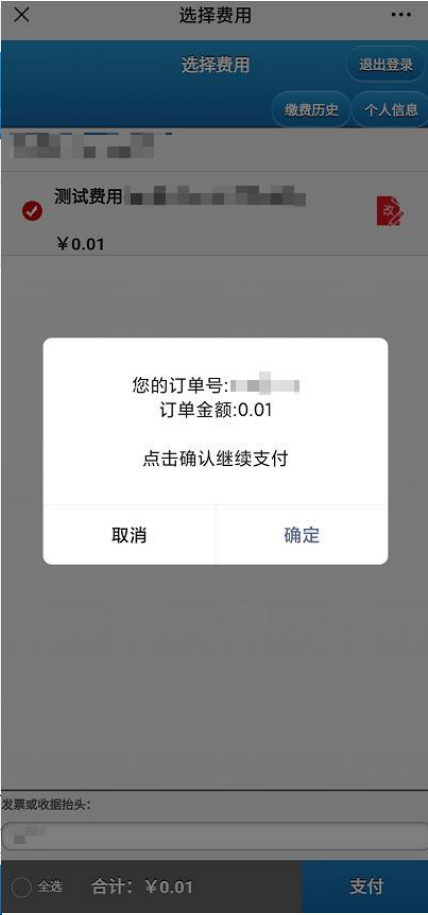 选择费用
选择费用
退出登录
缴费历史
个人信息
测试费用
改
￥0.01
您的订单号:
订单金额:0.01
点击确认继续支付
取消
确定
发票或收据抬头：
全选
合计：￥0.01
支付